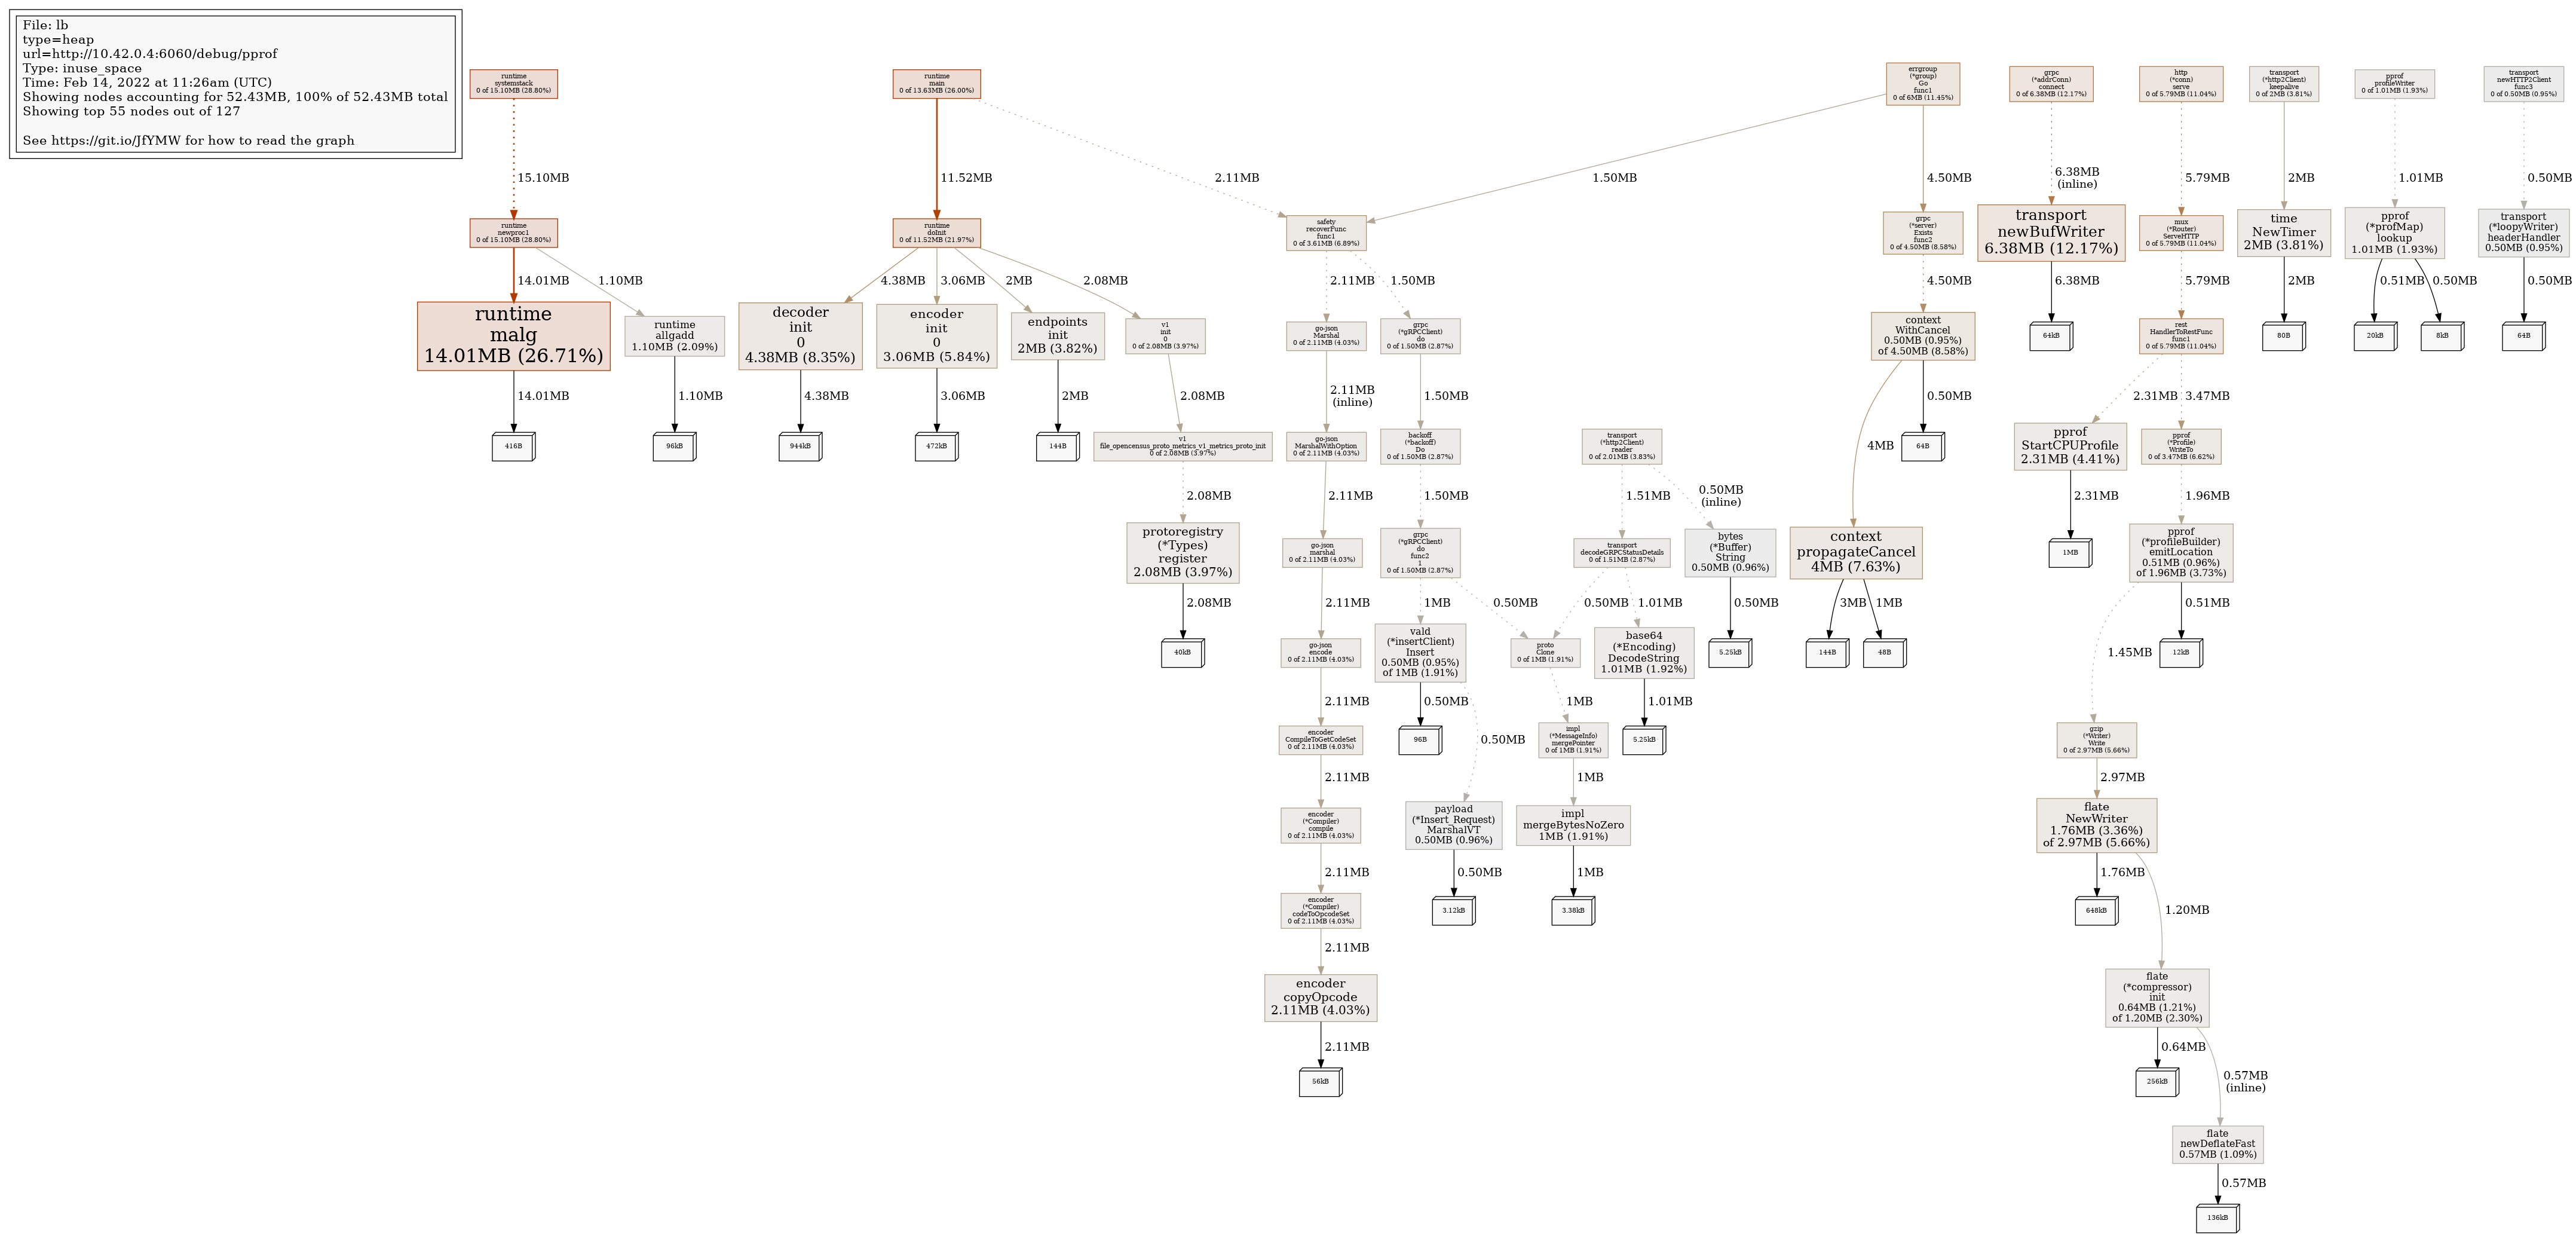 File: lb
type=heap
url=http://10.42.0.4:6060/debug/pprof
Type: inuse_space
Time: Feb 14, 2022 at 11:26am (UTC)
Showing nodes accounting for 52.43MB, 100% of 52.43MB total
Showing top 55 nodes out of 127
See https://git.io/JfYMW for how to read the graph
runtime
systemstack
0 of 15.10MB (28.80%)
15.10MB
runtime
newproc1
0 of 15.10MB (28.80%)
14.01MB
1.10MB
runtime
malg
14.01MB (26.71%)
14.01MB
416B
runtime
allgadd
1.10MB (2.09%)
1.10MB
96kB
runtime
main
0 of 13.63MB (26.00%)
11.52MB
2.11MB
runtime
doInit
0 of 11.52MB (21.97%)
4.38MB
3.06MB
2MB
2.08MB
decoder
init
0
4.38MB (8.35%)
4.38MB
944kB
encoder
init
0
3.06MB (5.84%)
3.06MB
472kB
endpoints
init
2MB (3.82%)
2MB
144B
v1
init
0
0 of 2.08MB (3.97%)
2.08MB
v1
file_opencensus_proto_metrics_v1_metrics_proto_init
0 of 2.08MB (3.97%)
2.08MB
protoregistry
(*Types)
register
2.08MB (3.97%)
2.08MB
40kB
errgroup
(*group)
Go
func1
0 of 6MB (11.45%)
1.50MB
4.50MB
safety
recoverFunc
func1
0 of 3.61MB (6.89%)
2.11MB
1.50MB
go-json
Marshal
0 of 2.11MB (4.03%)
2.11MB
(inline)
go-json
MarshalWithOption
0 of 2.11MB (4.03%)
2.11MB
go-json
marshal
0 of 2.11MB (4.03%)
2.11MB
go-json
encode
0 of 2.11MB (4.03%)
2.11MB
encoder
CompileToGetCodeSet
0 of 2.11MB (4.03%)
2.11MB
encoder
(*Compiler)
compile
0 of 2.11MB (4.03%)
2.11MB
encoder
(*Compiler)
codeToOpcodeSet
0 of 2.11MB (4.03%)
2.11MB
encoder
copyOpcode
2.11MB (4.03%)
2.11MB
56kB
grpc
(*gRPCClient)
do
0 of 1.50MB (2.87%)
1.50MB
backoff
(*backoff)
Do
0 of 1.50MB (2.87%)
1.50MB
grpc
(*gRPCClient)
do
func2
1
0 of 1.50MB (2.87%)
1MB
0.50MB
vald
(*insertClient)
Insert
0.50MB (0.95%)
of 1MB (1.91%)
0.50MB
96B
0.50MB
payload
(*Insert_Request)
MarshalVT
0.50MB (0.96%)
0.50MB
3.12kB
transport
(*http2Client)
reader
0 of 2.01MB (3.83%)
1.51MB
0.50MB
(inline)
transport
decodeGRPCStatusDetails
0 of 1.51MB (2.87%)
0.50MB
1.01MB
proto
Clone
0 of 1MB (1.91%)
1MB
impl
(*MessageInfo)
mergePointer
0 of 1MB (1.91%)
1MB
impl
mergeBytesNoZero
1MB (1.91%)
1MB
3.38kB
base64
(*Encoding)
DecodeString
1.01MB (1.92%)
1.01MB
5.25kB
bytes
(*Buffer)
String
0.50MB (0.96%)
0.50MB
5.25kB
grpc
(*server)
Exists
func2
0 of 4.50MB (8.58%)
4.50MB
context
WithCancel
0.50MB (0.95%)
of 4.50MB (8.58%)
4MB
0.50MB
64B
context
propagateCancel
4MB (7.63%)
3MB
1MB
144B
48B
grpc
(*addrConn)
connect
0 of 6.38MB (12.17%)
6.38MB
(inline)
transport
newBufWriter
6.38MB (12.17%)
6.38MB
64kB
http
(*conn)
serve
0 of 5.79MB (11.04%)
5.79MB
mux
(*Router)
ServeHTTP
0 of 5.79MB (11.04%)
5.79MB
rest
HandlerToRestFunc
func1
0 of 5.79MB (11.04%)
2.31MB
3.47MB
pprof
StartCPUProfile
2.31MB (4.41%)
2.31MB
1MB
pprof
(*Profile)
WriteTo
0 of 3.47MB (6.62%)
1.96MB
pprof
(*profileBuilder)
emitLocation
0.51MB (0.96%)
of 1.96MB (3.73%)
0.51MB
12kB
1.45MB
gzip
(*Writer)
Write
0 of 2.97MB (5.66%)
2.97MB
flate
NewWriter
1.76MB (3.36%)
of 2.97MB (5.66%)
1.76MB
648kB
1.20MB
flate
(*compressor)
init
0.64MB (1.21%)
of 1.20MB (2.30%)
0.64MB
256kB
0.57MB
(inline)
flate
newDeflateFast
0.57MB (1.09%)
0.57MB
136kB
transport
(*http2Client)
keepalive
0 of 2MB (3.81%)
2MB
time
NewTimer
2MB (3.81%)
2MB
80B
pprof
profileWriter
0 of 1.01MB (1.93%)
1.01MB
pprof
(*profMap)
lookup
1.01MB (1.93%)
0.51MB
0.50MB
20kB
8kB
transport
newHTTP2Client
func3
0 of 0.50MB (0.95%)
0.50MB
transport
(*loopyWriter)
headerHandler
0.50MB (0.95%)
0.50MB
64B